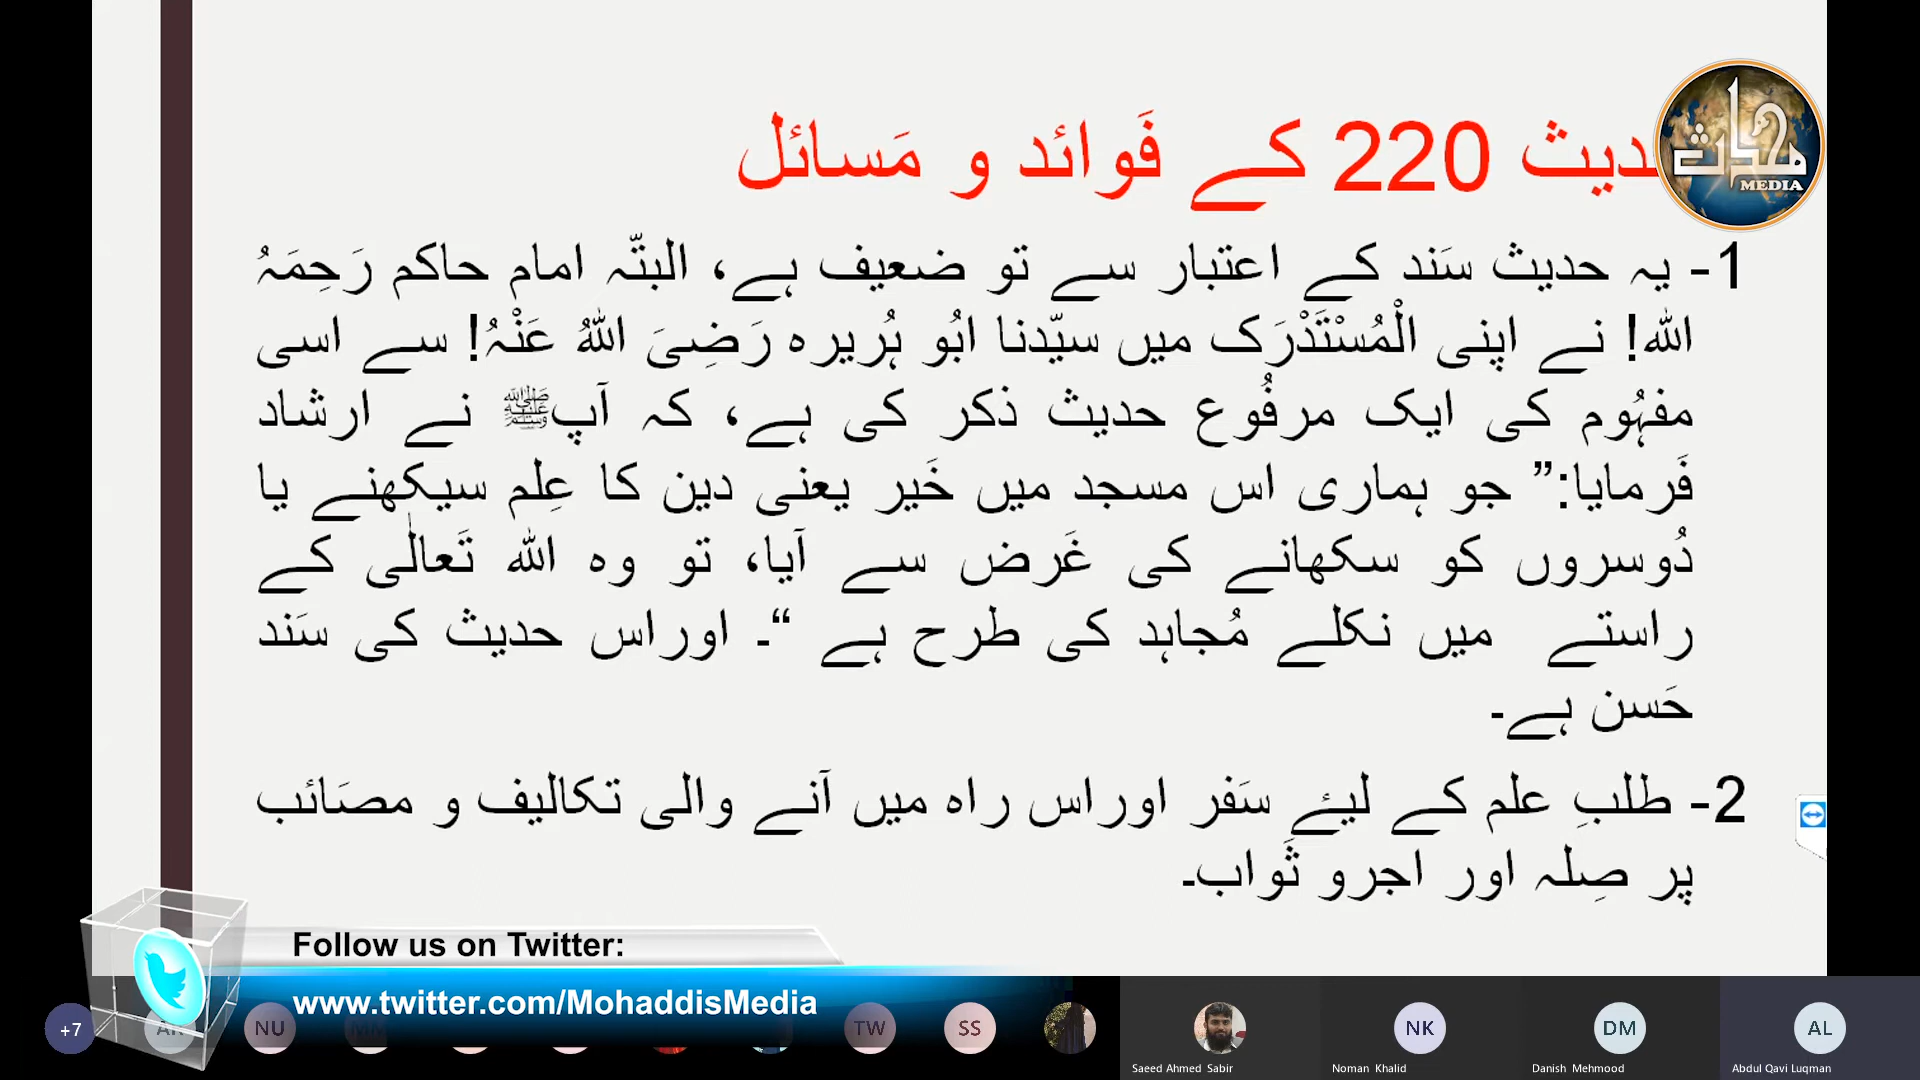 حدیث 220 کے فَوائد و مَسائل
محدث
MEDIA
1- یہ حدیث سَند کے اعتبار سے تو ضعیف ہے، البتّہ امام حاکم رَحِمَہُ
اللہ! نے اپنی الْمُسْتَدْرَک میں سیّدنا ابُو ہُریرہ رَضِیَ اللہُ عَنْہُ! سے اسی
مفہُوم کی ایک مرفُوع حدیث ذکر کی ہے، کہ آپﷺ نے ارشاد
فَرمایا:” جو ہماری اس مسجد میں خَیر یعنی دین کا عِلم سیکھنے یا
دُوسروں کو سکھانے کی غَرض سے آیا، تو وہ اللہ تَعالٰی کے
راستے میں نکلے مُجاہد کی طرح ہے “۔ اوراس حدیث کی سَند
حَسن ہے۔
2- طلبِ علم کے لیئے سَفر اوراس راہ میں آنے والی تکالیف و مصَائب
پر صِلہ اور اجرو ثَواب۔
Follow us on Twitter:
www.twitter.com/MohaddisMedia
+7 AR NU MM TW SS NK DM AL
Saeed Ahmed Sabir Noman Khalid Danish Mehmood Abdul Qavi Luqman